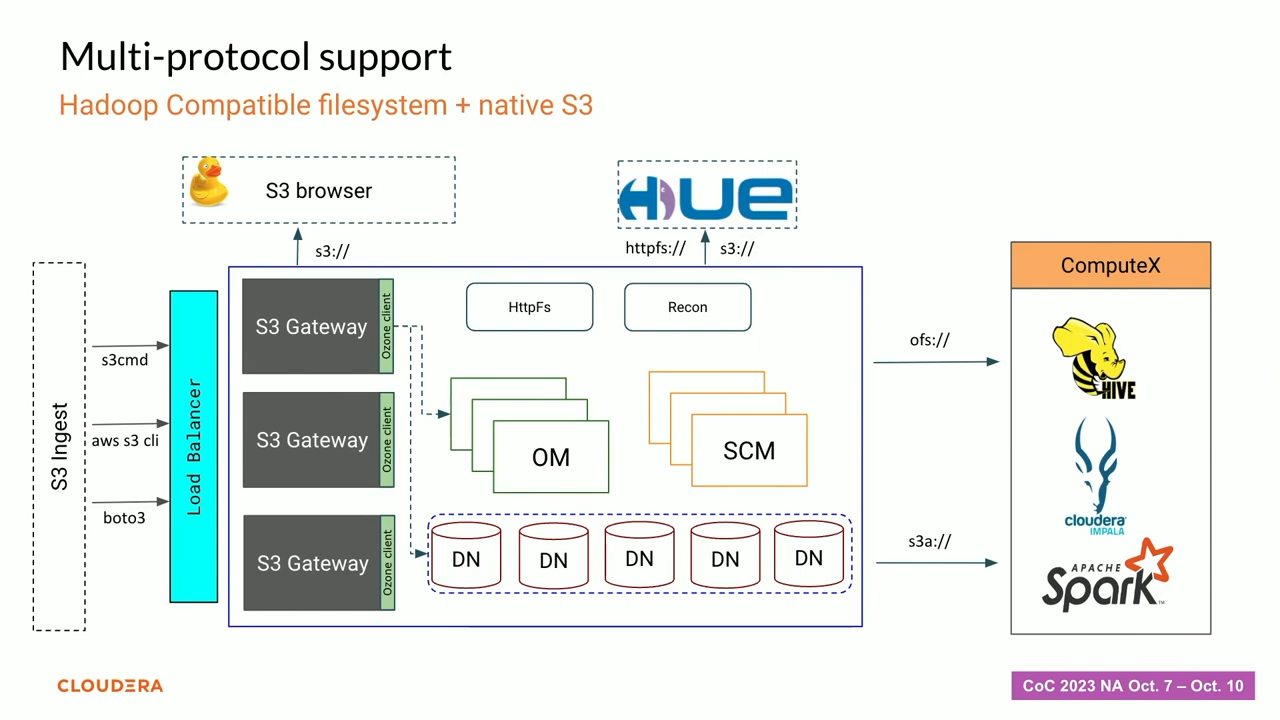 Multi-protocol support
Hadoop Compatible filesystem + native S3
S3 browser
HUE
s3://
httpfs://
s3://
ComputeX
S3 Ingest
s3cmd
aws s3 cli
boto3
Load Balancer
S3 Gateway
Ozone client
S3 Gateway
Ozone client
S3 Gateway
Ozone client
HttpFs
Recon
OM
SCM
DN
DN
DN
DN
DN
ofs://
s3a://
HIVE
cloudera
IMPALA
APACHE
Spark™
CLOUDERA
CoC 2023 NA Oct. 7 – Oct. 10